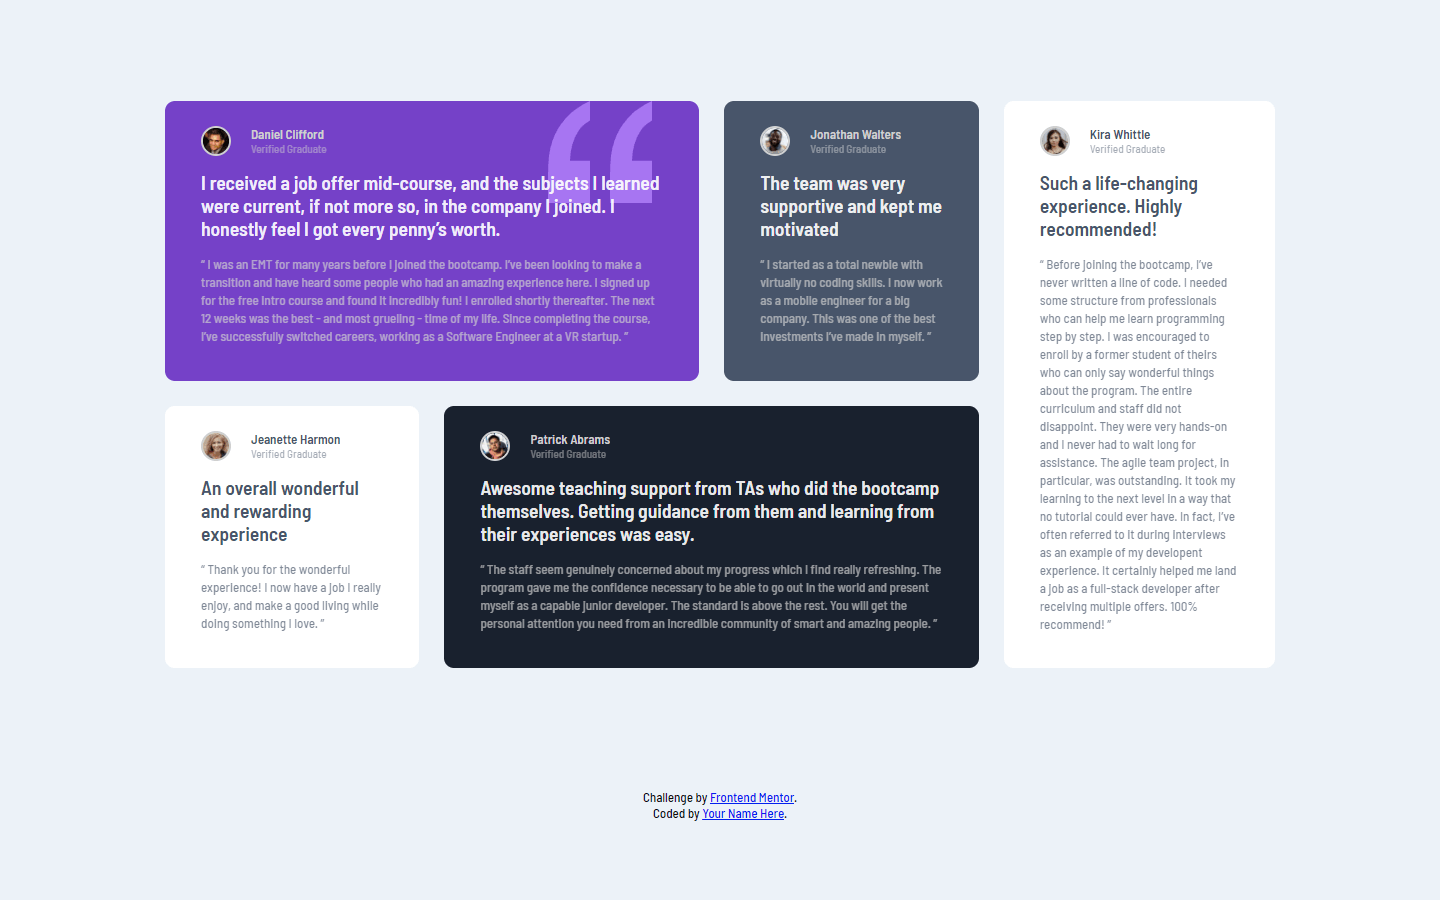 Daniel Clifford
Verified Graduate
I received a job offer mid-course, and the subjects I learned
were current, if not more so, in the company I joined. I
honestly feel I got every penny’s worth.
“ I was an EMT for many years before I joined the bootcamp. I’ve been looking to make a
transition and have heard some people who had an amazing experience here. I signed up
for the free intro course and found it incredibly fun! I enrolled shortly thereafter. The next
12 weeks was the best - and most grueling - time of my life. Since completing the course,
I’ve successfully switched careers, working as a Software Engineer at a VR startup. ”
Jonathan Walters
Verified Graduate
The team was very
supportive and kept me
motivated
“ I started as a total newbie with
virtually no coding skills. I now work
as a mobile engineer for a big
company. This was one of the best
investments I’ve made in myself. ”
Kira Whittle
Verified Graduate
Such a life-changing
experience. Highly
recommended!
“ Before joining the bootcamp, I’ve
never written a line of code. I needed
some structure from professionals
who can help me learn programming
step by step. I was encouraged to
enroll by a former student of theirs
who can only say wonderful things
about the program. The entire
curriculum and staff did not
disappoint. They were very hands-on
and I never had to wait long for
assistance. The agile team project, in
particular, was outstanding. It took my
learning to the next level in a way that
no tutorial could ever have. In fact, I’ve
often referred to it during interviews
as an example of my developent
experience. It certainly helped me land
a job as a full-stack developer after
receiving multiple offers. 100%
recommend! ”
Jeanette Harmon
Verified Graduate
An overall wonderful
and rewarding
experience
“ Thank you for the wonderful
experience! I now have a job I really
enjoy, and make a good living while
doing something I love. ”
Patrick Abrams
Verified Graduate
Awesome teaching support from TAs who did the bootcamp
themselves. Getting guidance from them and learning from
their experiences was easy.
“ The staff seem genuinely concerned about my progress which I find really refreshing. The
program gave me the confidence necessary to be able to go out in the world and present
myself as a capable junior developer. The standard is above the rest. You will get the
personal attention you need from an incredible community of smart and amazing people. ”
Challenge by Frontend Mentor.
Coded by Your Name Here.